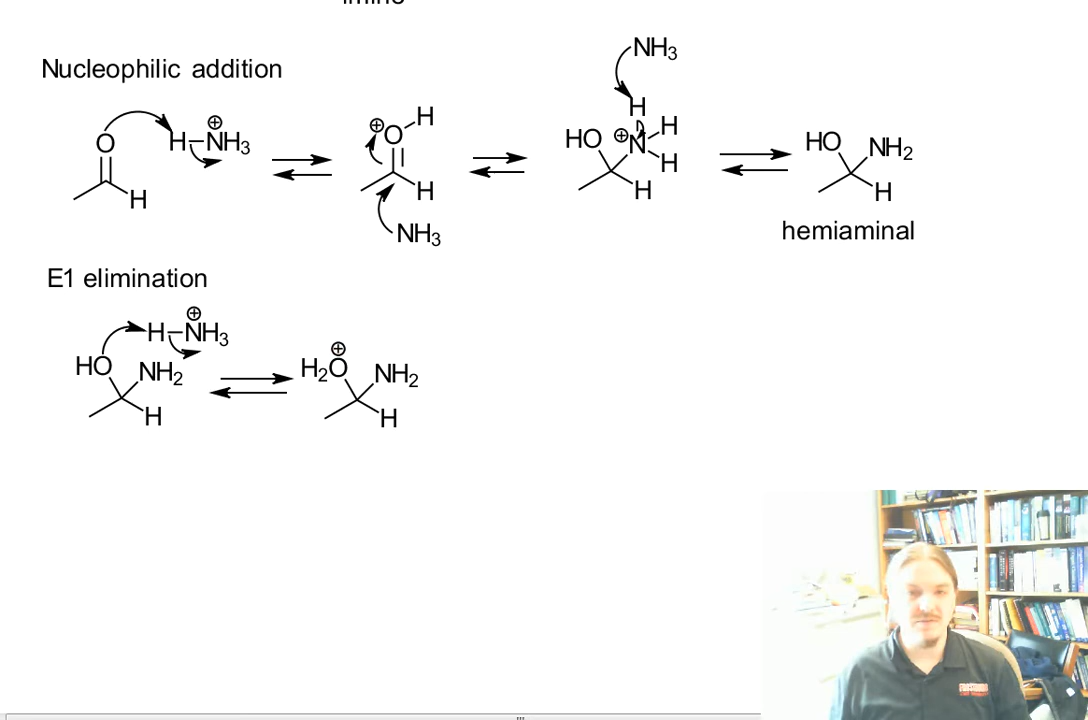 Nucleophilic addition
NH₃
H
O H–NH₃ ⊕
H
⊕ O H
H
NH₃
HO ⊕ N H
H
H
HO NH₂
H
hemiaminal
E1 elimination
⊕
H–NH₃
HO NH₂
H
⊕
H₂O NH₂
H